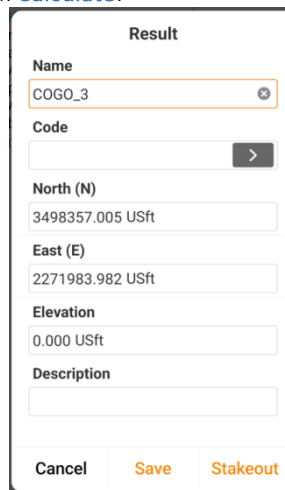 Calculate.
Result
Name
COGO_3
Code
North (N)
3498357.005 USft
East (E)
2271983.982 USft
Elevation
0.000 USft
Description
Cancel Save Stakeout